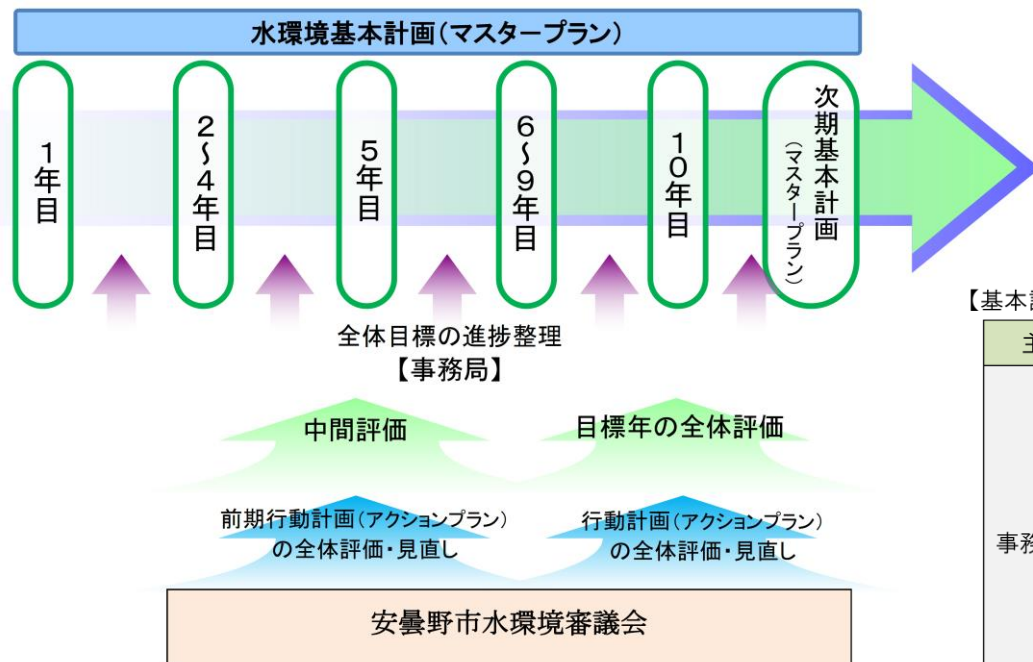 水環境基本計画(マスタープラン)
1年目
2～4年目
5年目
6～9年目
10年目
次期基本計画
(マスタープラン)
全体目標の進捗整理
【事務局】
中間評価
目標年の全体評価
前期行動計画(アクションプラン)
の全体評価・見直し
行動計画(アクションプラン)
の全体評価・見直し
安曇野市水環境審議会
【基本
主
事務